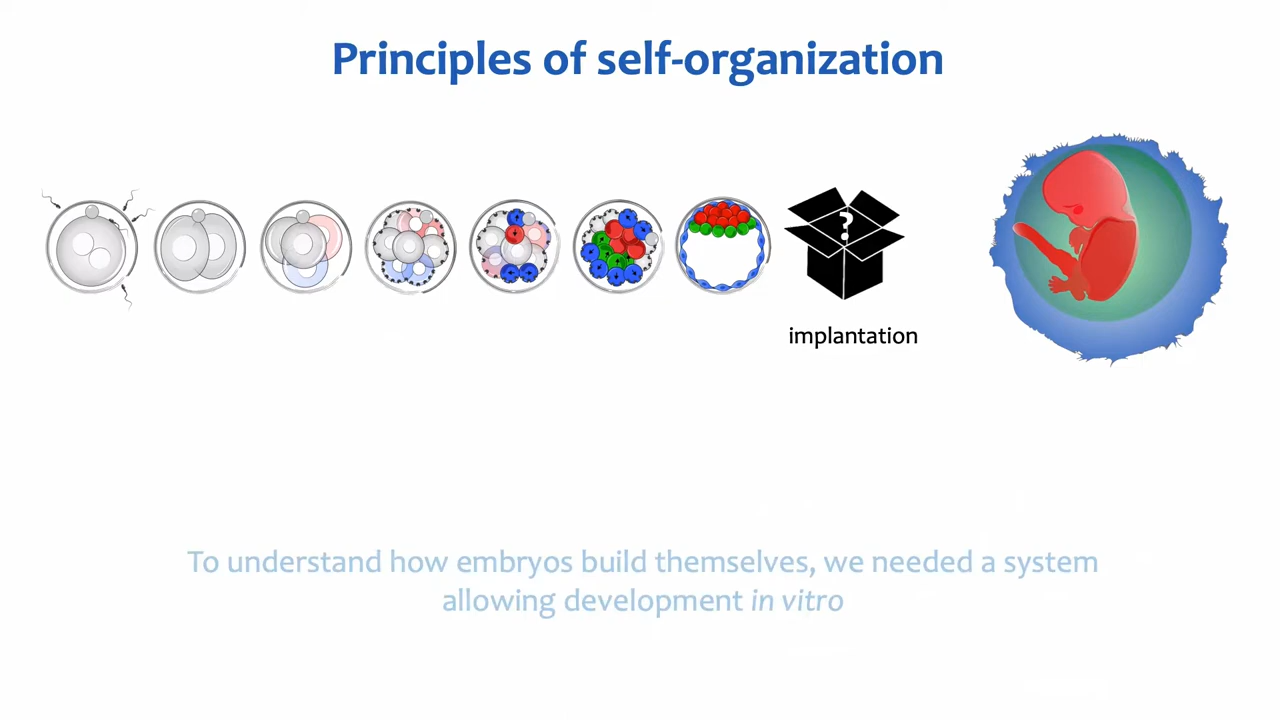 Principles of self-organization
?
implantation
To understand how embryos build themselves, we needed a system
allowing development in vitro